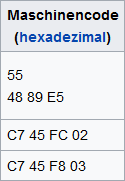 Maschinencode
(hexadezimal)
55
48 89 E5
C7 45 FC 02
C7 45 F8 03